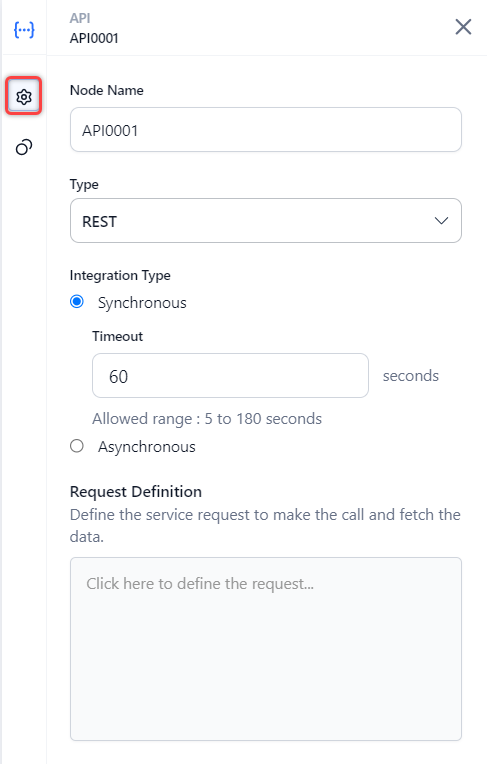 API
API0001
Node Name
API0001
Type
REST
Integration Type
Synchronous
Timeout
60 seconds
Allowed range : 5 to 180 seconds
Asynchronous
Request Definition
Define the service request to make the call and fetch the
data.
Click here to define the request...